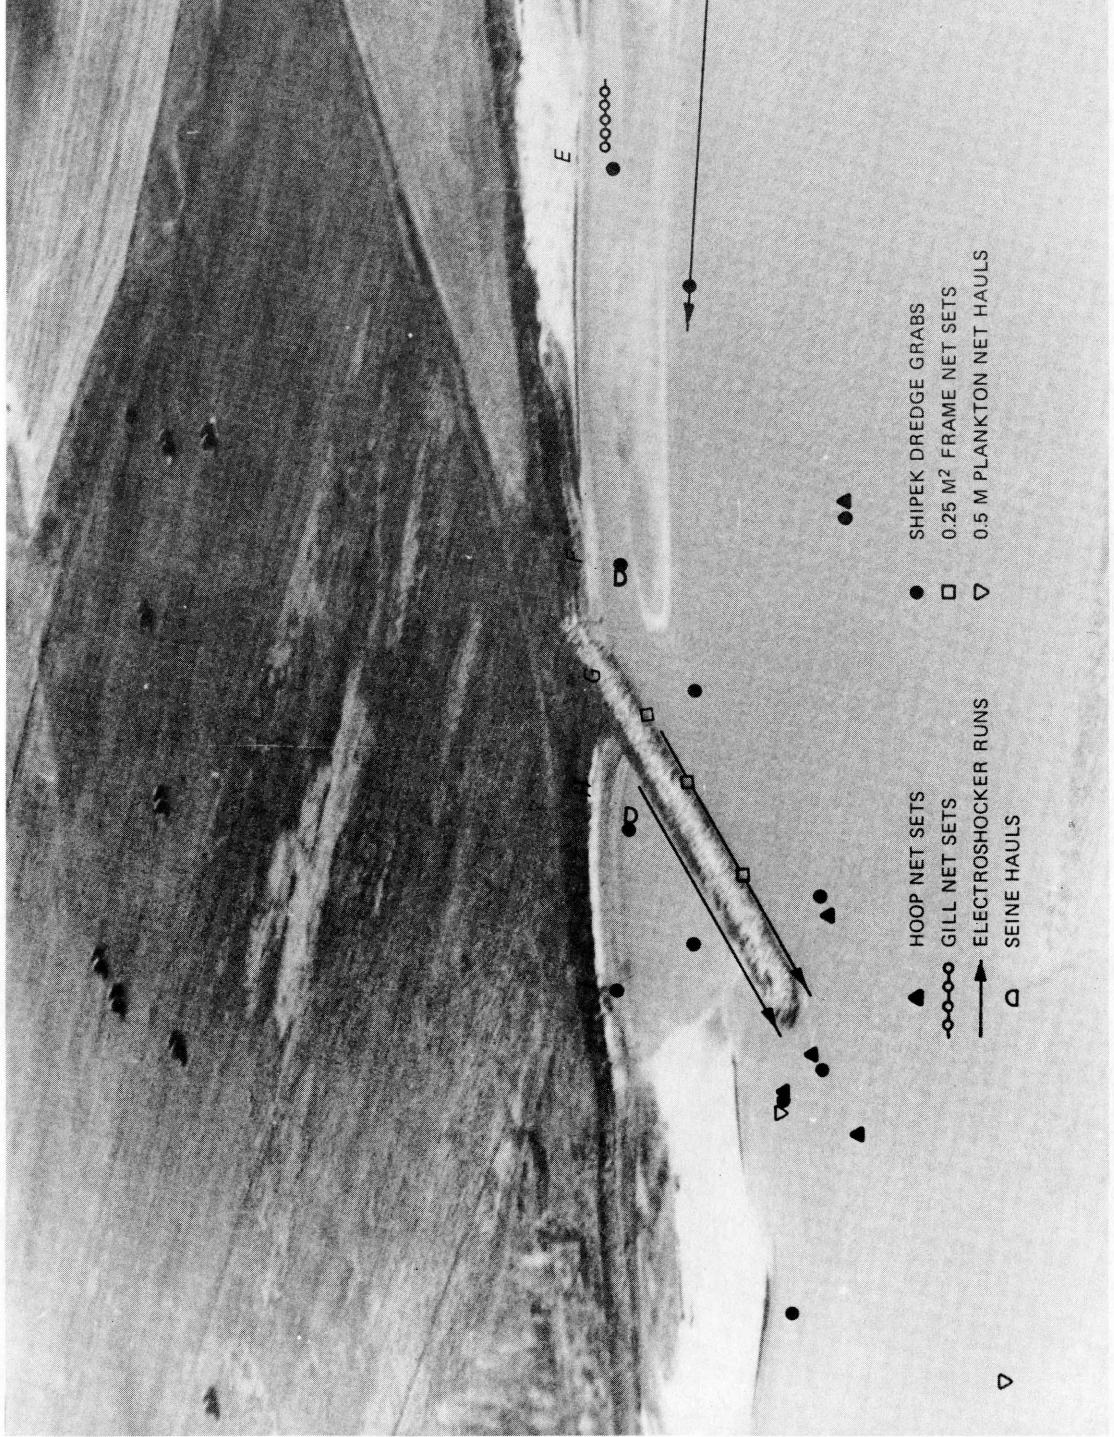 E
F
G
H
HOOP NET SETS
GILL NET SETS
ELECTROSHOCKER RUNS
SEINE HAULS
SHIPEK DREDGE GRABS
0.25 M² FRAME NET SETS
0.5 M PLANKTON NET HAULS